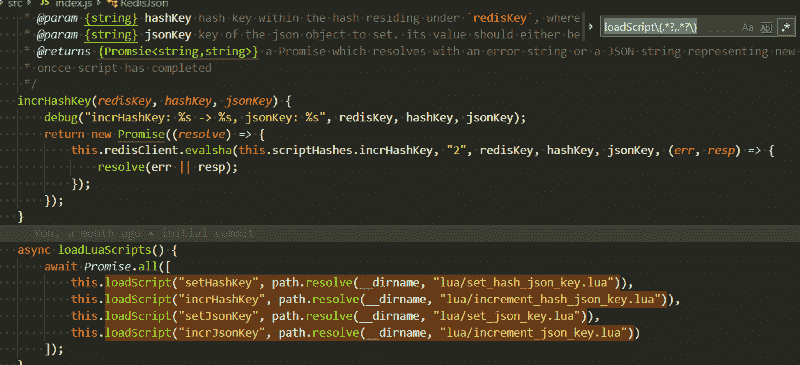 src > JS index.js > RedisJson
* @param {string} hashKey hash key within the hash residing under `redisKey`, where
* @param {string} jsonKey key of the json object to set. its value should either be
* @returns {Promsie<string,string>} a Promise which resolves with an error string or a JSON string representing new
* oncce script has completed
*/
loadScript\(.*?,.*?\) Aa Abl .*
incrHashKey(redisKey, hashKey, jsonKey) {
debug("incrHashKey: %s -> %s, jsonKey: %s", redisKey, hashKey, jsonKey);
return new Promise((resolve) => {
this.redisClient.evalsha(this.scriptHashes.incrHashKey, "2", redisKey, hashKey, jsonKey, (err, resp) => {
resolve(err || resp);
});
});
}
You, a month ago • initial commit
async loadLuaScripts() {
await Promise.all([
this.loadScript("setHashKey", path.resolve(__dirname, "lua/set_hash_json_key.lua")),
this.loadScript("incrHashKey", path.resolve(__dirname, "lua/increment_hash_json_key.lua")),
this.loadScript("setJsonKey", path.resolve(__dirname, "lua/set_json_key.lua")),
this.loadScript("incrJsonKey", path.resolve(__dirname, "lua/increment_json_key.lua"))
]);